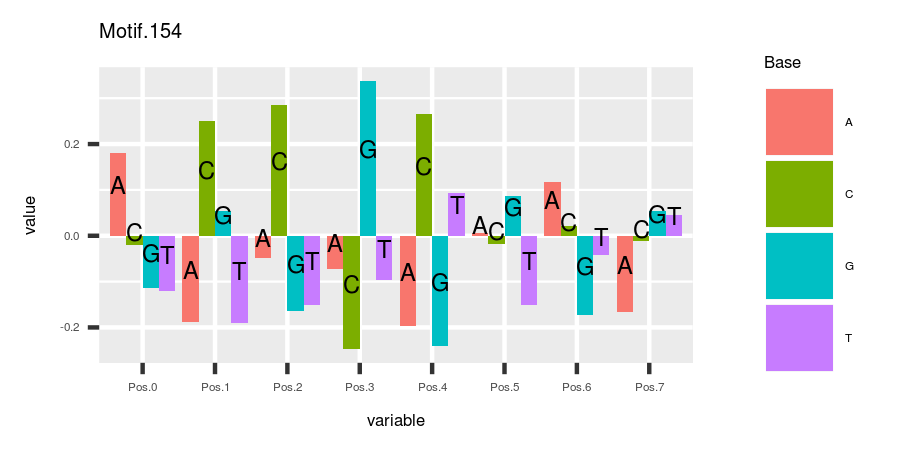 Motif.154
Base
A
C
G
T
value
0.2
0.0
-0.2
A C G T
A C G T
A C G T
A C G T
A C G T
A C G T
A C G T
A C G T
Pos.0 Pos.1 Pos.2 Pos.3 Pos.4 Pos.5 Pos.6 Pos.7
variable